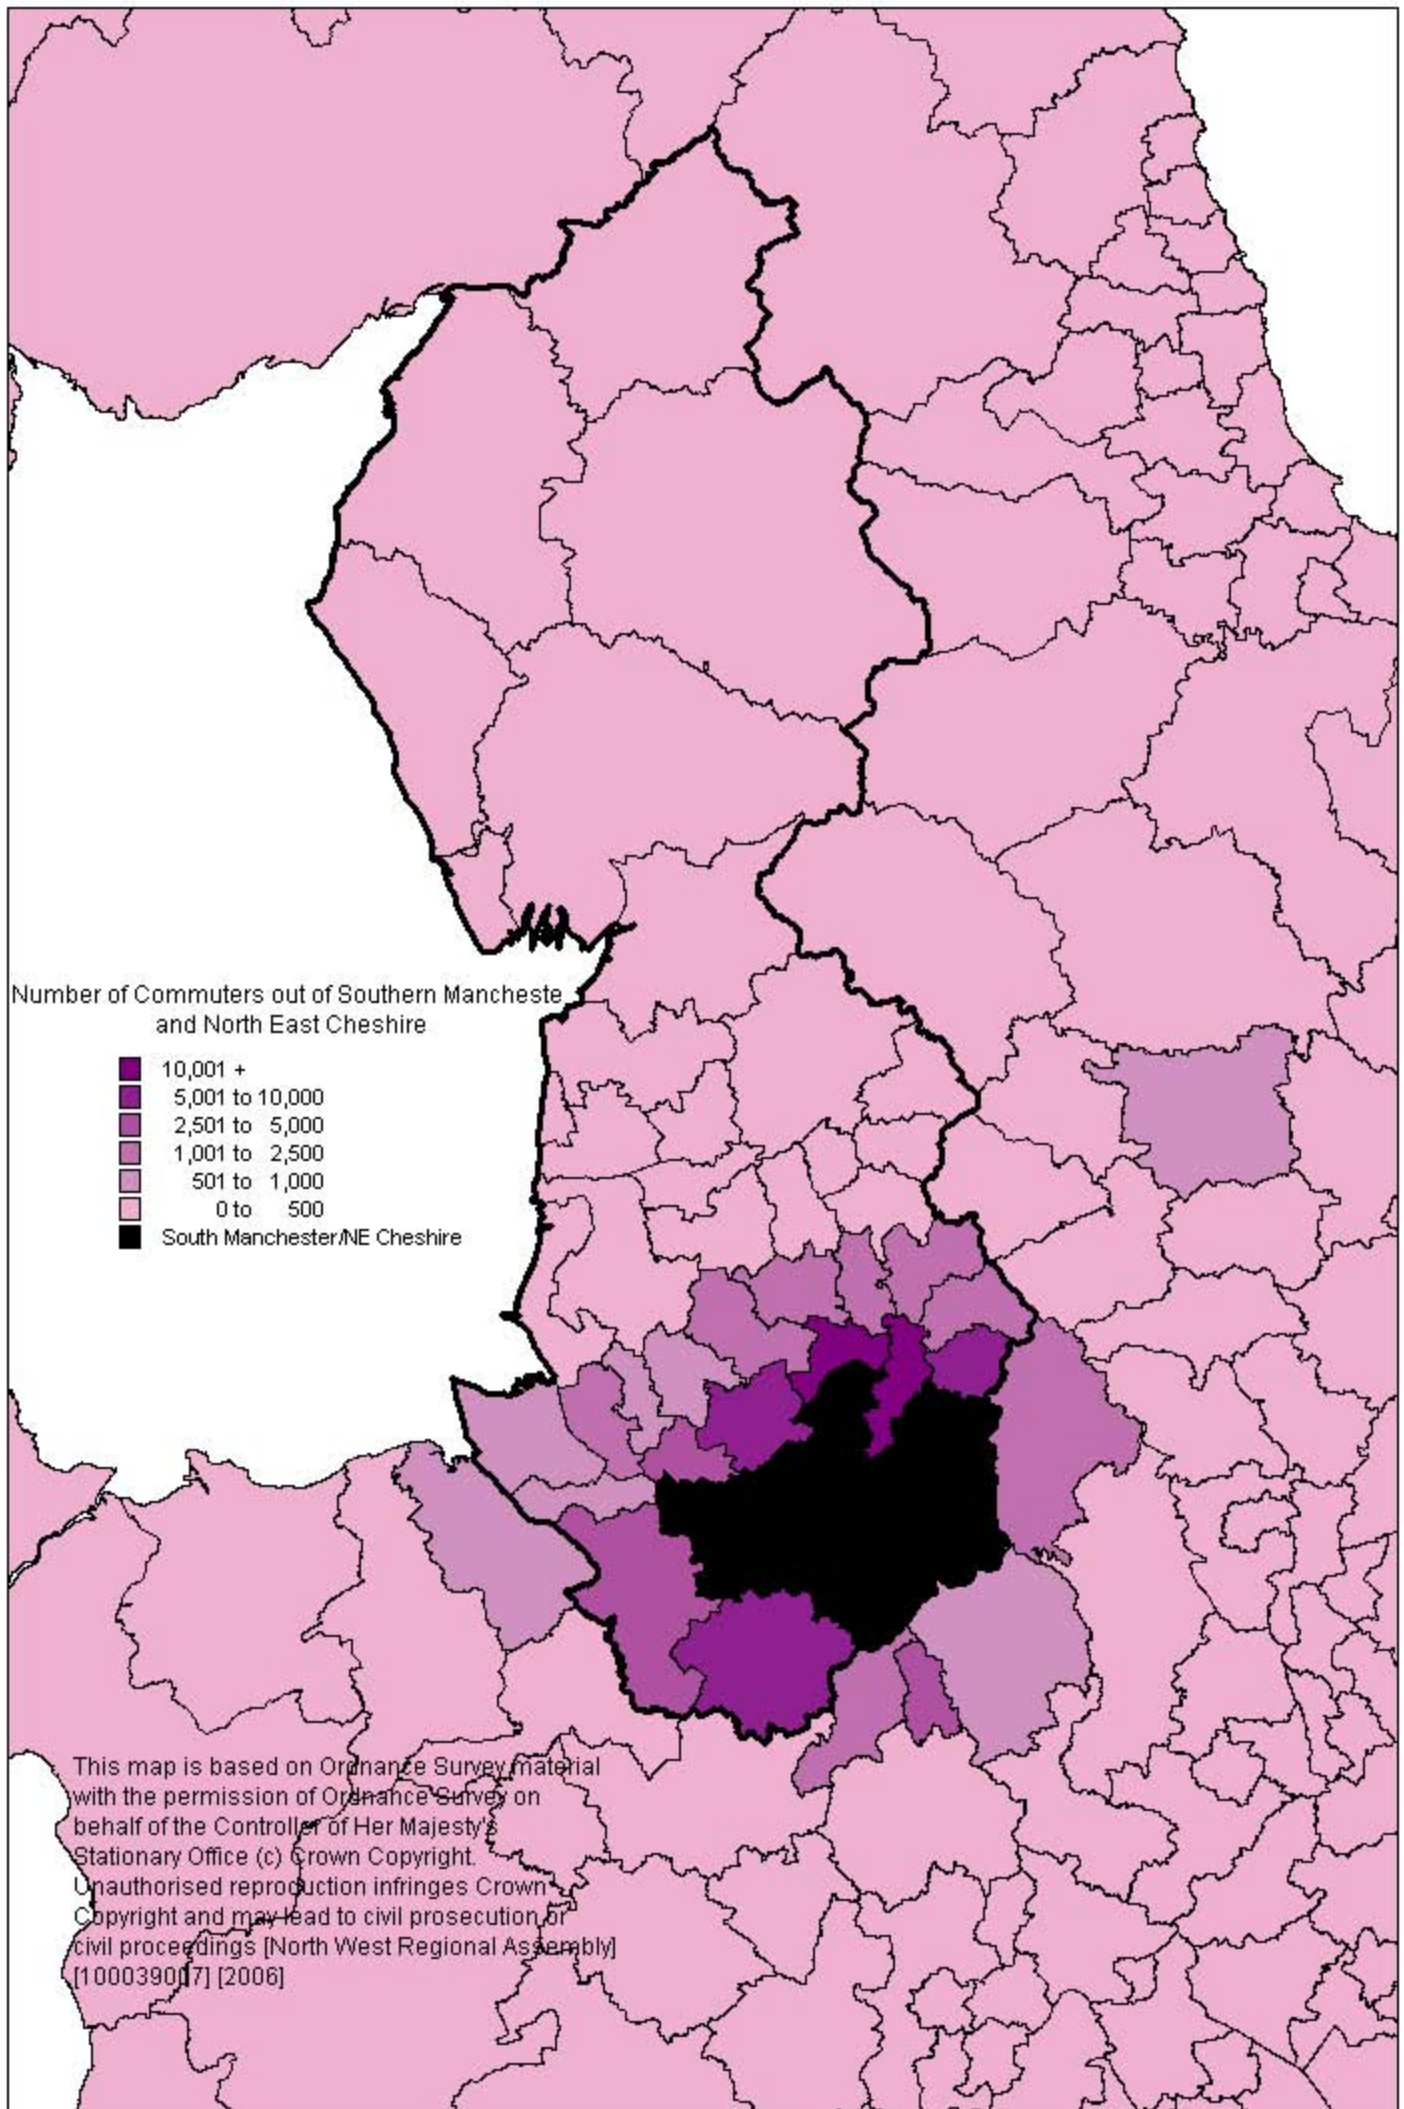 Number of Commuters out of Southern Mancheste
and North East Cheshire
10,001 +
5,001 to 10,000
2,501 to 5,000
1,001 to 2,500
501 to 1,000
0 to 500
South Manchester/NE Cheshire
This map is based on Ordnance Survey material
with the permission of Ordnance Survey on
behalf of the Controller of Her Majesty's
Stationary Office (c) Crown Copyright.
Unauthorised reproduction infringes Crown
Copyright and may lead to civil prosecution or
civil proceedings [North West Regional Assembly]
[100039007] [2006]